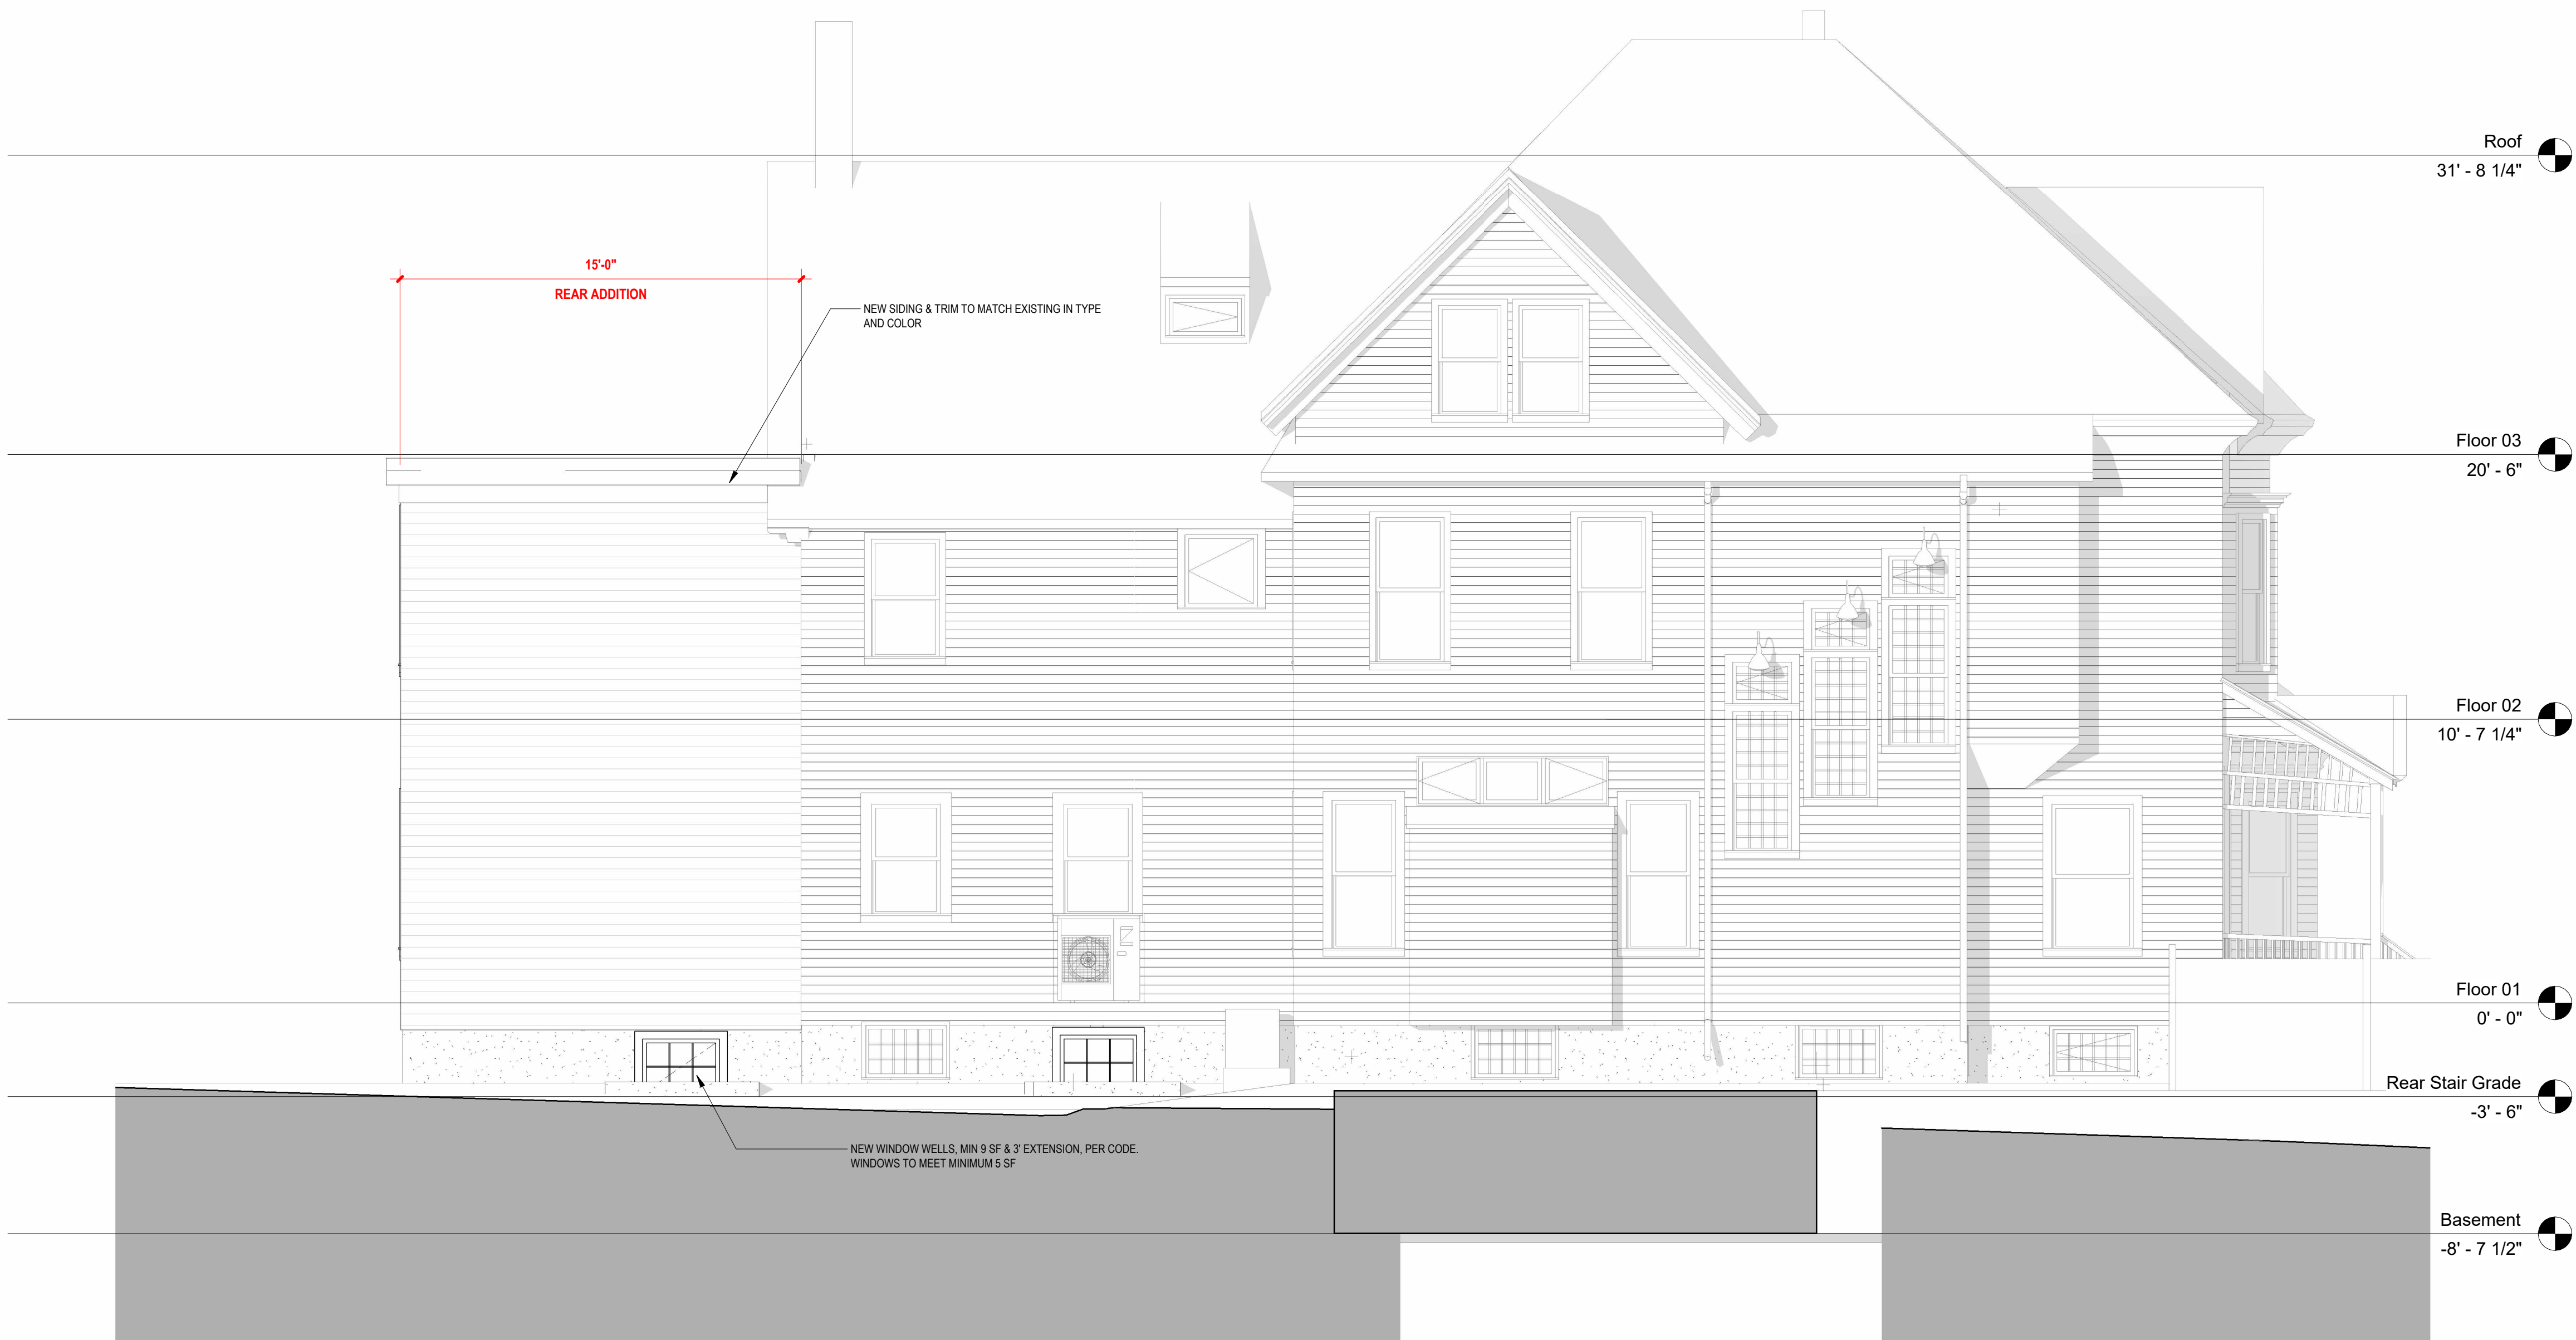 Roof
31' - 8 1/4"
15'-0"
REAR ADDITION
NEW SIDING & TRIM TO MATCH EXISTING IN TYPE
AND COLOR
Floor 03
20' - 6"
Floor 02
10' - 7 1/4"
Floor 01
0' - 0"
Rear Stair Grade
-3' - 6"
NEW WINDOW WELLS, MIN 9 SF & 3' EXTENSION, PER CODE.
WINDOWS TO MEET MINIMUM 5 SF
Basement
-8' - 7 1/2"